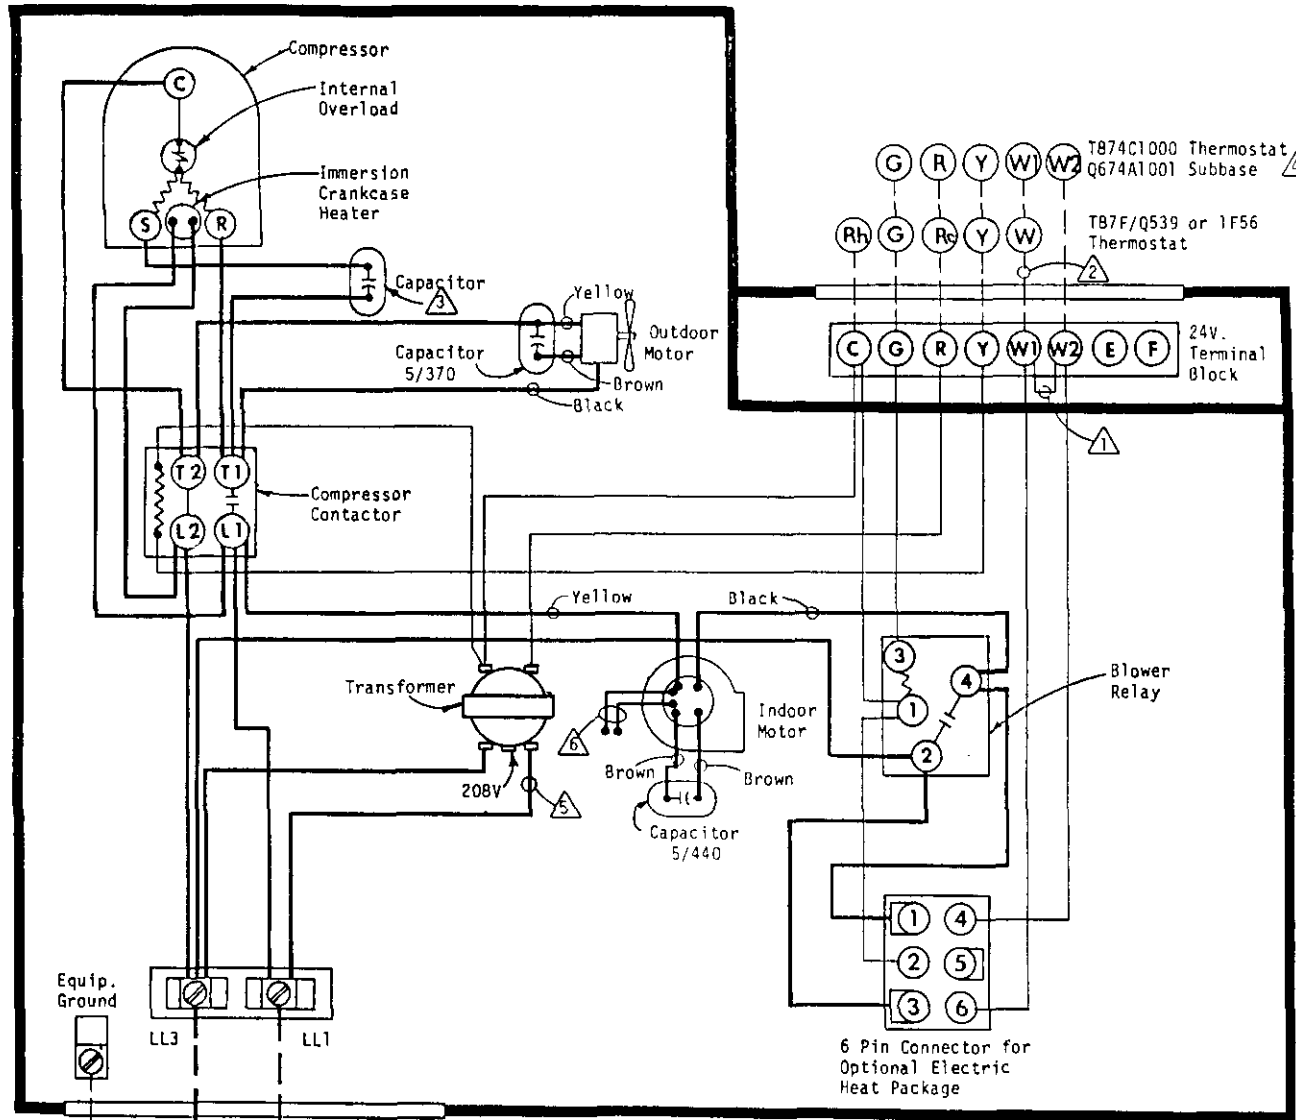 Compressor
C
Internal
Overload
Immersion
Crankcase
Heater
S
R
Capacitor
3
Yellow
Outdoor
Motor
Capacitor
5/370
Brown
Black
G
R
Y
W1
W2
T874C1000 Thermostat
Q674A1001 Subbase
4
Rh
G
Rc
Y
W
TB7F/Q539 or 1F56
Thermostat
2
C
G
R
Y
W1
W2
E
F
24V.
Terminal
Block
1
T2
T1
L2
L1
Compressor
Contactor
Yellow
Black
Transformer
208V
5
6
Indoor
Motor
Brown
Brown
Capacitor
5/440
3
4
1
2
Blower
Relay
1
4
2
5
3
6
6 Pin Connector for
Optional Electric
Heat Package
Equip.
Ground
LL3
LL1